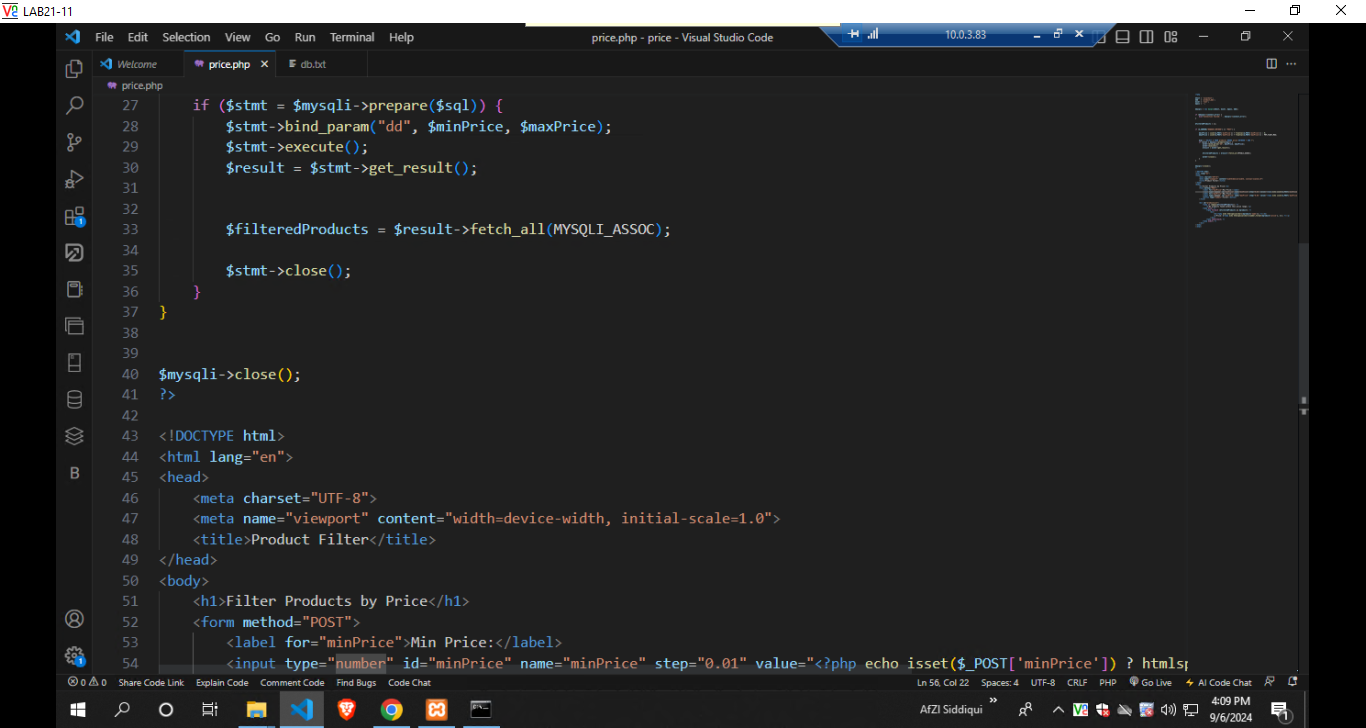 LAB21-11
File Edit Selection View Go Run Terminal Help
price.php - price - Visual Studio Code
10.0.3.83
Welcome
price.php
db.txt
price.php
27 if ($stmt = $mysqli->prepare($sql)) {
28 $stmt->bind_param("dd", $minPrice, $maxPrice);
29 $stmt->execute();
30 $result = $stmt->get_result();
31
32
33 $filteredProducts = $result->fetch_all(MYSQLI_ASSOC);
34
35 $stmt->close();
36 }
37 }
38
39
40 $mysqli->close();
41 ?>
42
43 <!DOCTYPE html>
44 <html lang="en">
45 <head>
46 <meta charset="UTF-8">
47 <meta name="viewport" content="width=device-width, initial-scale=1.0">
48 <title>Product Filter</title>
49 </head>
50 <body>
51 <h1>Filter Products by Price</h1>
52 <form method="POST">
53 <label for="minPrice">Min Price:</label>
54 <input type="number" id="minPrice" name="minPrice" step="0.01" value="<?php echo isset($_POST['minPrice']) ? htmlsp
0 0 Share Code Link Explain Code Comment Code Find Bugs Code Chat
Ln 56, Col 22 Spaces: 4 UTF-8 CRLF PHP Go Live AI Code Chat
AfZl Siddiqui
4:09 PM
9/6/2024